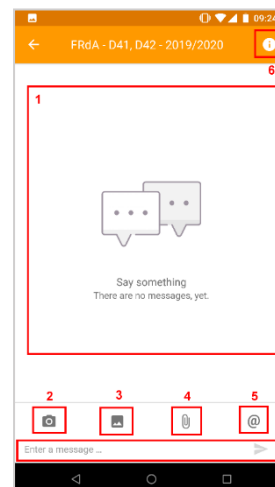 09:24
FRdA - D41, D42 - 2019/2020
6
1
Say something
There are no messages, yet.
2 3 4 5
@
Enter a message ...